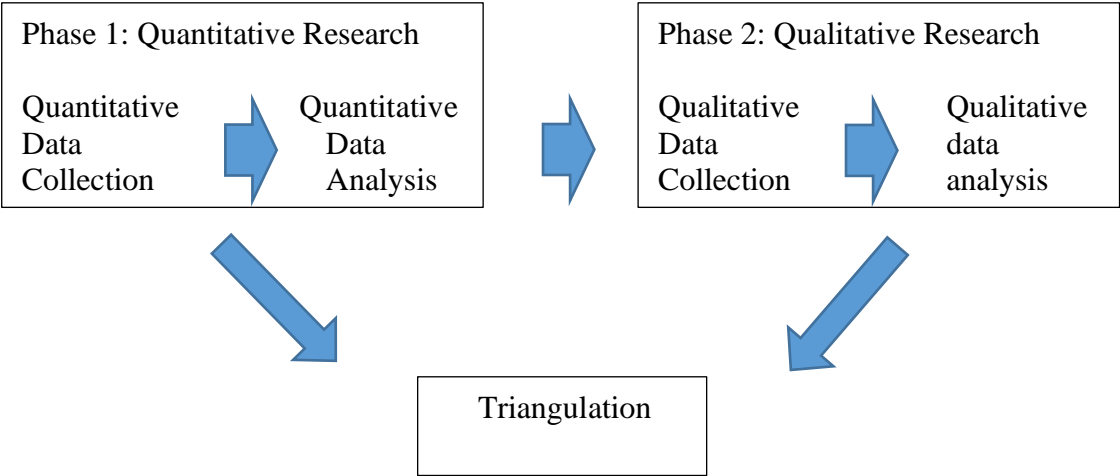 Phase 1: Quantitative Research
Quantitative
Data
Collection
Quantitative
Data
Analysis
Phase 2: Qualitative Research
Qualitative
Data
Collection
Qualitative
data
analysis
Triangulation